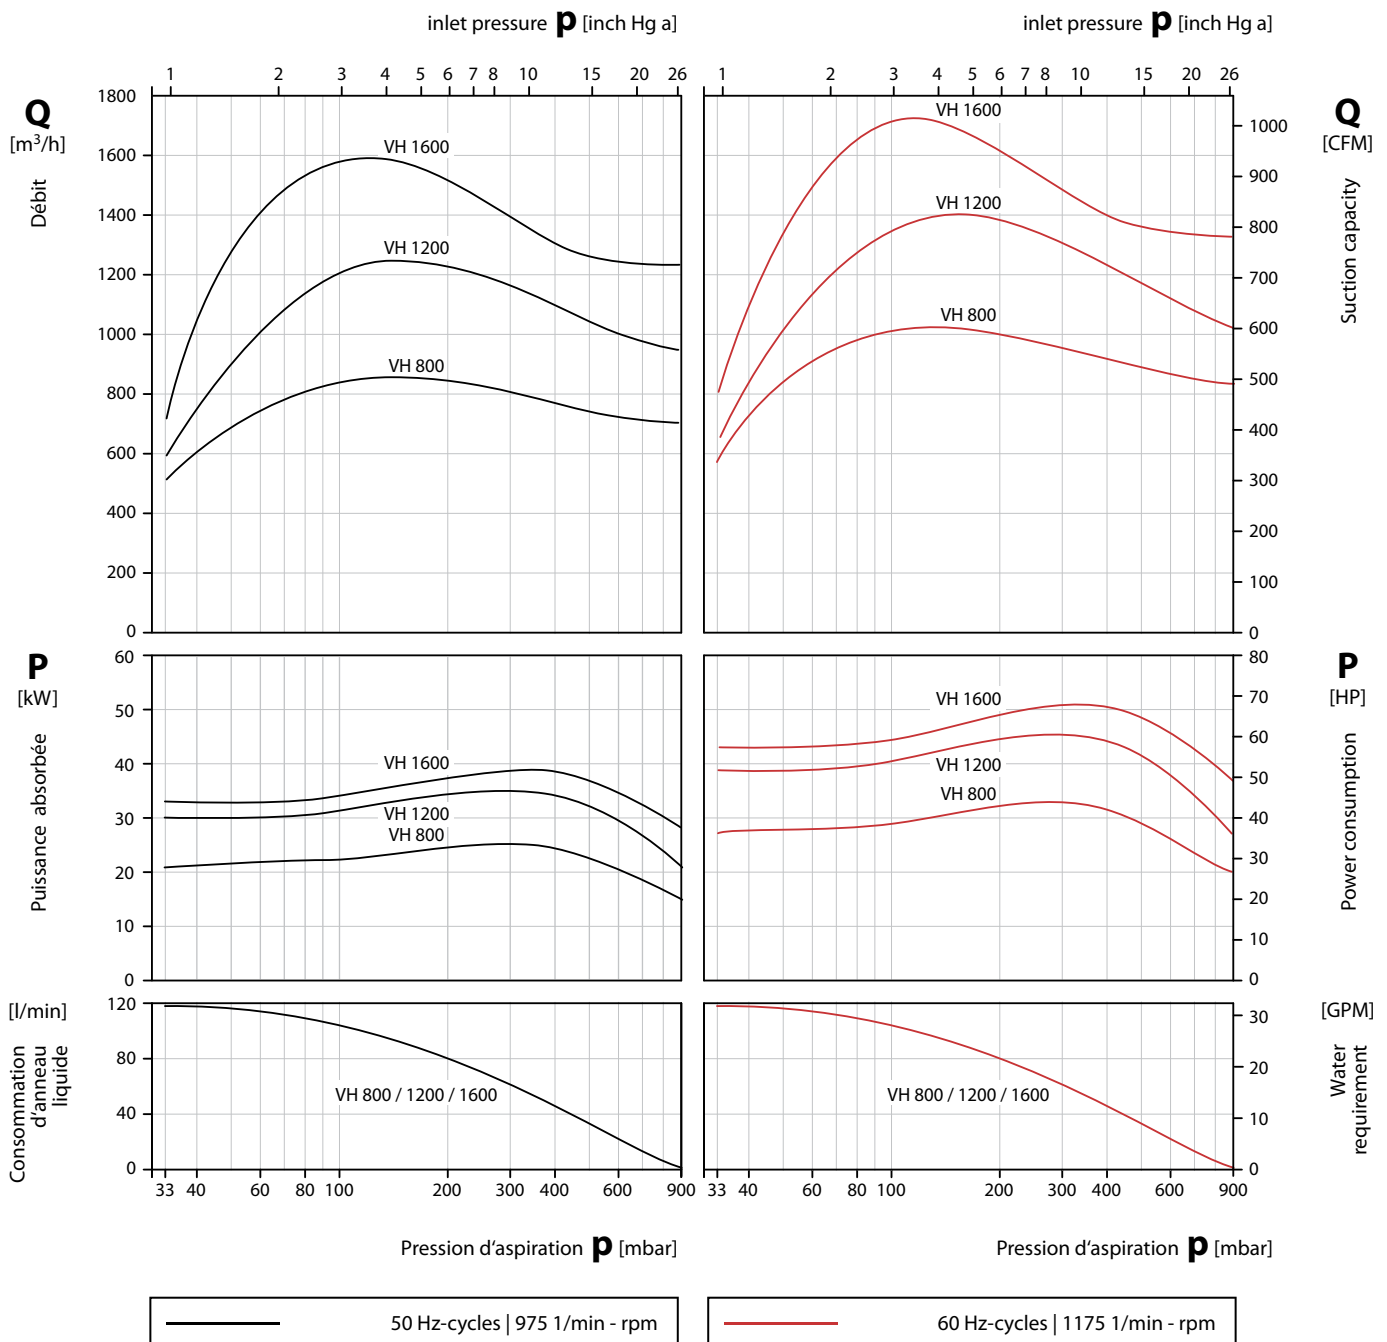 inlet pressure p [inch Hg a]
inlet pressure p [inch Hg a]
1 2 3 4 5 6 7 8 10 15 20 26
1 2 3 4 5 6 7 8 10 15 20 26
Q
[m³/h]
Débit
1800
1600
1400
1200
1000
800
600
400
200
0
VH 1600
VH 1200
VH 800
VH 1600
VH 1200
VH 800
1000
900
800
700
600
500
400
300
200
100
0
Q
[CFM]
Suction capacity
P
[kW]
Puissance absorbée
60
50
40
30
20
10
0
VH 1600
VH 1200
VH 800
VH 1600
VH 1200
VH 800
80
70
60
50
40
30
20
10
0
P
[HP]
Power consumption
[l/min]
Consommation
d'anneau
liquide
120
80
40
0
VH 800 / 1200 / 1600
VH 800 / 1200 / 1600
30
20
10
0
[GPM]
Water
requirement
33 40 60 80 100 200 300 400 600 900
33 40 60 80 100 200 300 400 600 900
Pression d‘aspiration p [mbar]
Pression d‘aspiration p [mbar]
50 Hz-cycles | 975 1/min - rpm
60 Hz-cycles | 1175 1/min - rpm